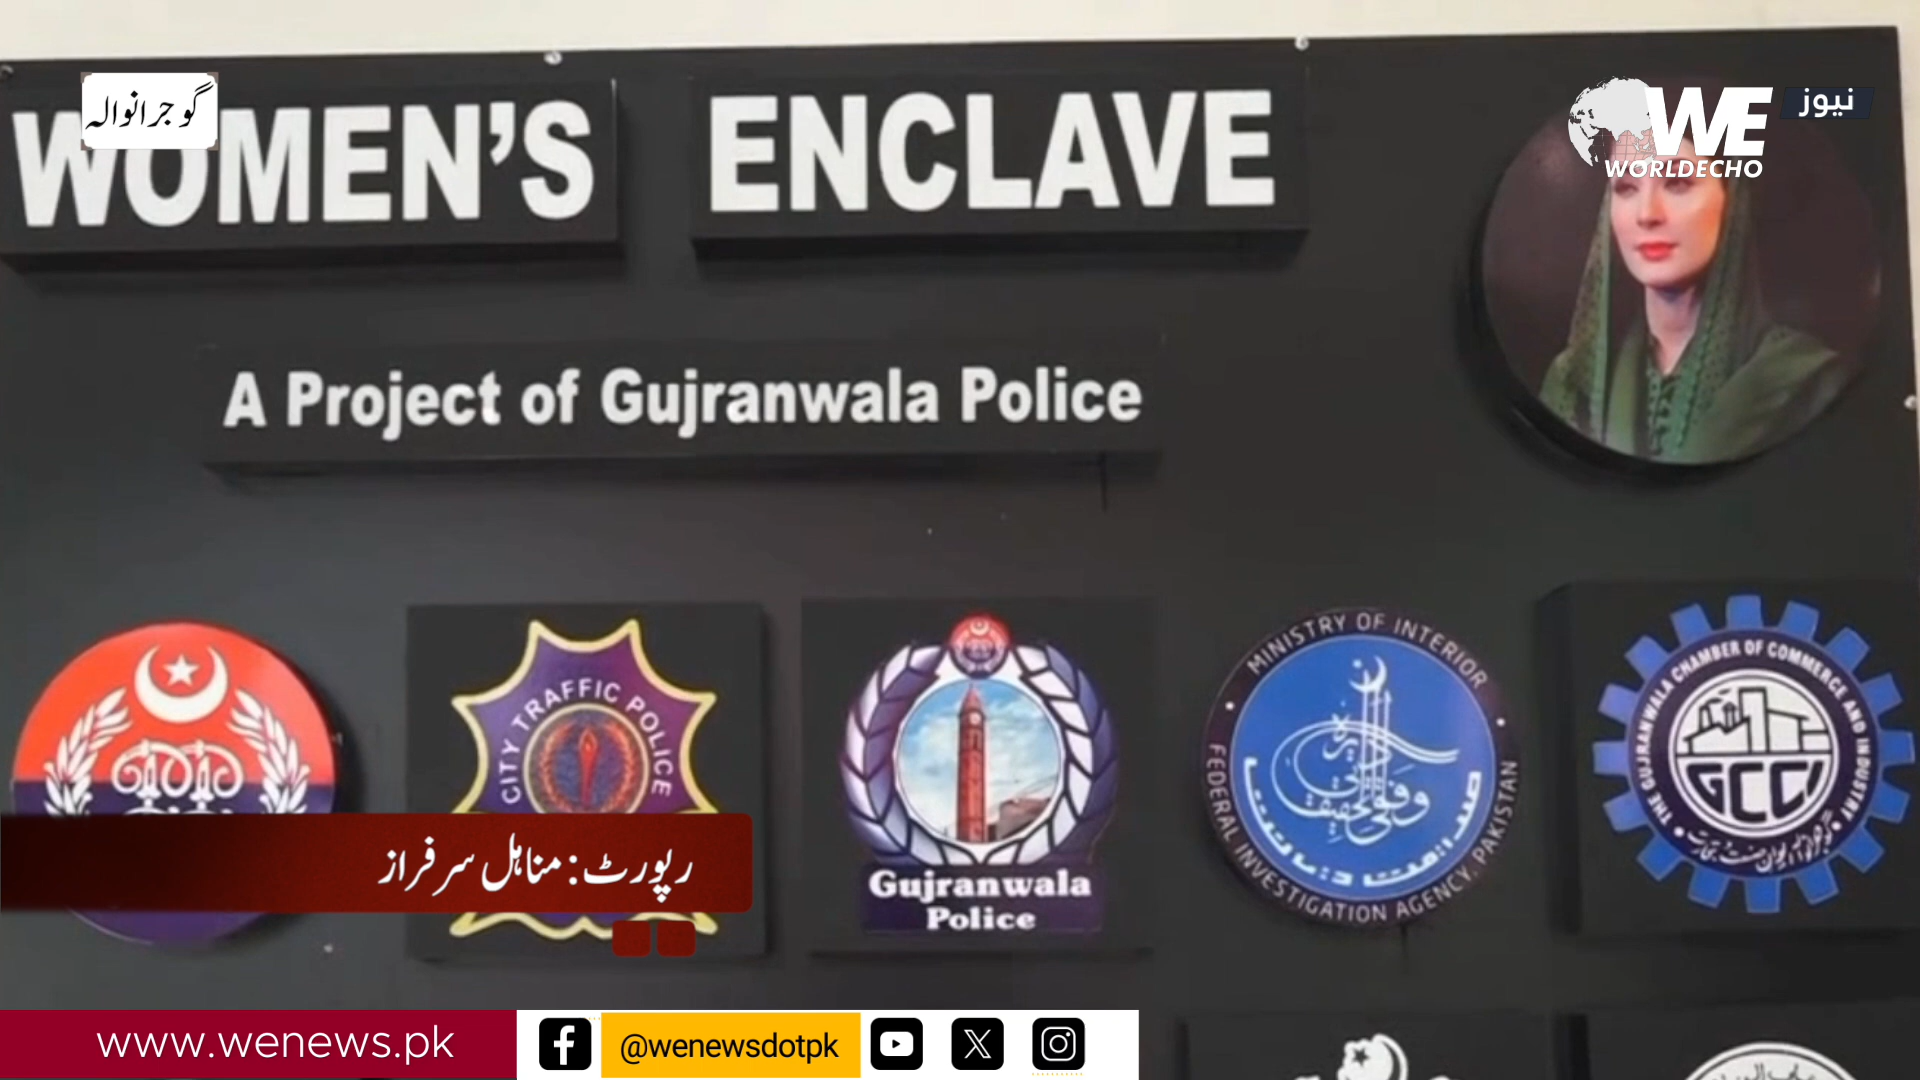 گوجرانوالہ
WOMEN'S ENCLAVE
WE نیوز
WORLDECHO
A Project of Gujranwala Police
CITY TRAFFIC POLICE
Gujranwala
Police
MINISTRY OF INTERIOR
FEDERAL INVESTIGATION AGENCY, PAKISTAN
THE GUJRANWALA CHAMBER OF COMMERCE AND INDUSTRY
GCCI
رپورٹ: مناہل سرفراز
www.wenews.pk
@wenewsdotpk